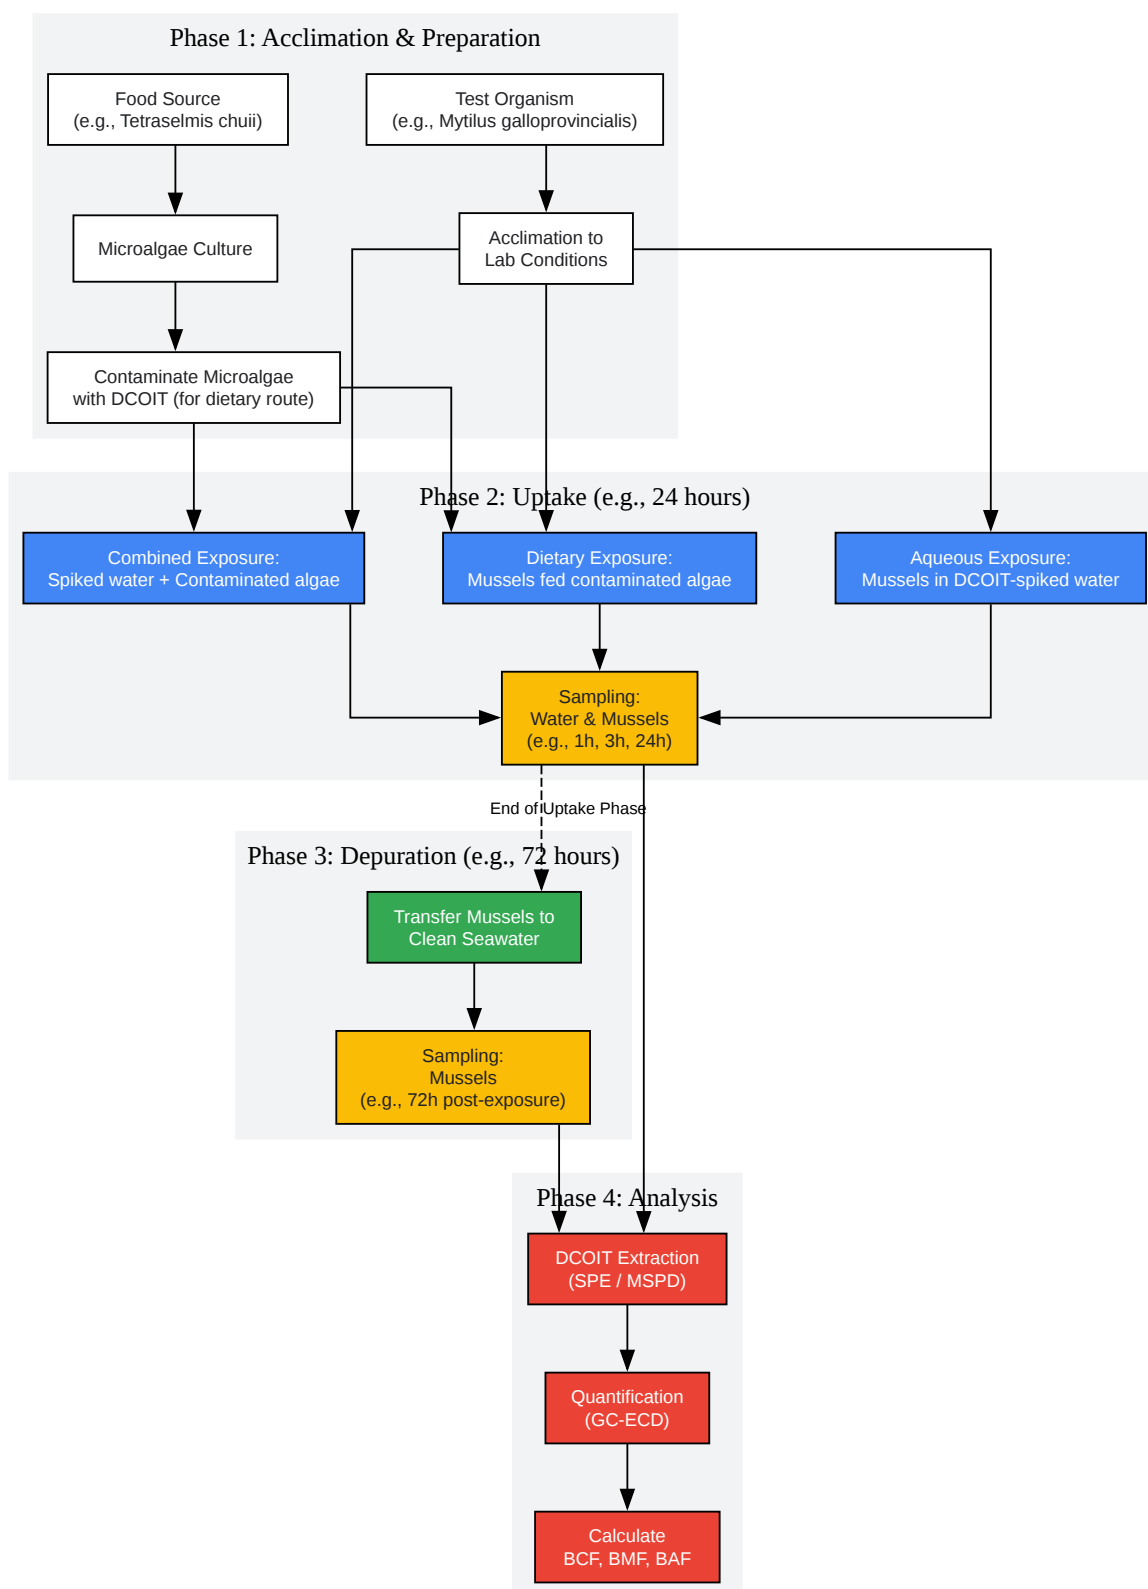 Phase 1: Acclimation & Preparation
Food Source
(e.g., Tetraselmis chuii)
Test Organism
(e.g., Mytilus galloprovincialis)
Microalgae Culture
Acclimation to
Lab Conditions
Contaminate Microalgae
with DCOIT (for dietary route)
Phase 2: Uptake (e.g., 24 hours)
Combined Exposure:
Spiked water + Contaminated algae
Dietary Exposure:
Mussels fed contaminated algae
Aqueous Exposure:
Mussels in DCOIT-spiked water
Sampling:
Water & Mussels
(e.g., 1h, 3h, 24h)
End of Uptake Phase
Phase 3: Depuration (e.g., 72 hours)
Transfer Mussels to
Clean Seawater
Sampling:
Mussels
(e.g., 72h post-exposure)
Phase 4: Analysis
DCOIT Extraction
(SPE / MSPD)
Quantification
(GC-ECD)
Calculate
BCF, BMF, BAF